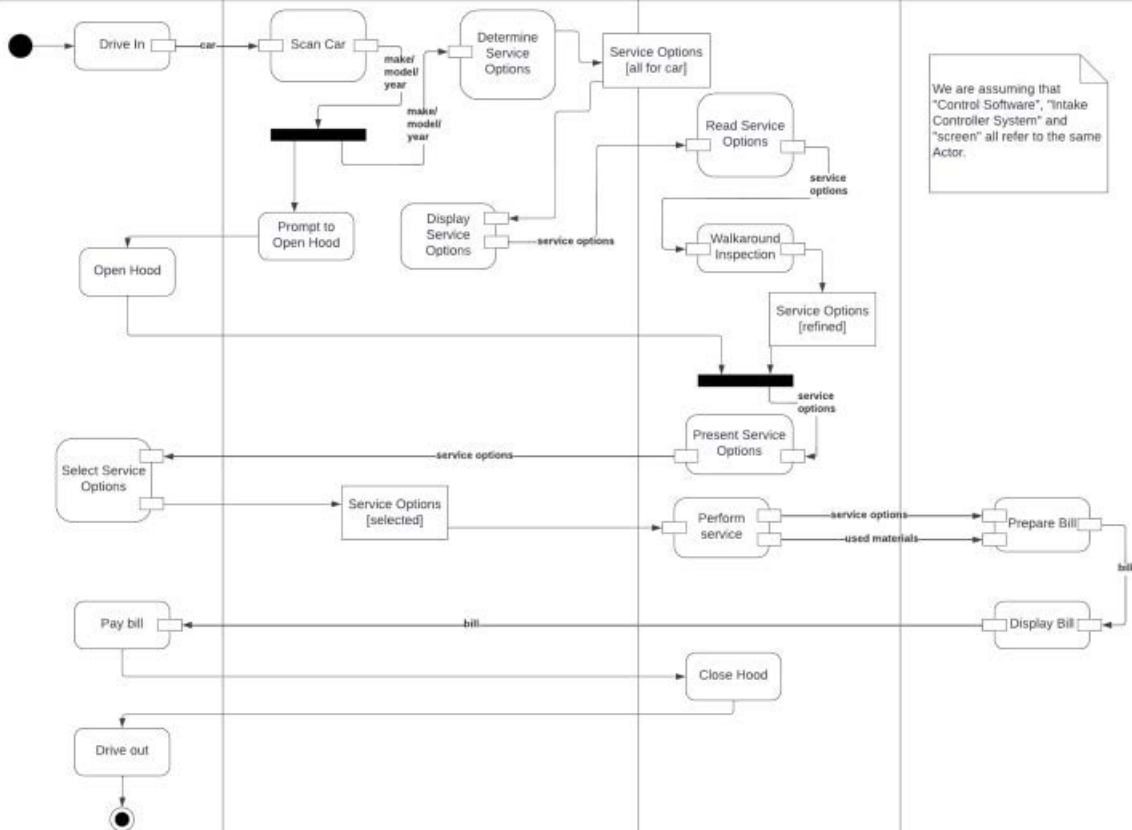 Drive In
car
Scan Car
make/
model/
year
make/
model/
year
Determine
Service
Options
Service Options
[all for car]
We are assuming that
"Control Software", "Intake
Controller System" and
"screen" all refer to the same
Actor.
Read Service
Options
service
options
Prompt to
Open Hood
Display
Service
Options
service options
Walkaround
Inspection
Open Hood
Service Options
[refined]
service
options
Present Service
Options
service options
Select Service
Options
Service Options
[selected]
Perform
service
service options
used materials
Prepare Bill
bill
Pay bill
bill
Display Bill
Close Hood
Drive out